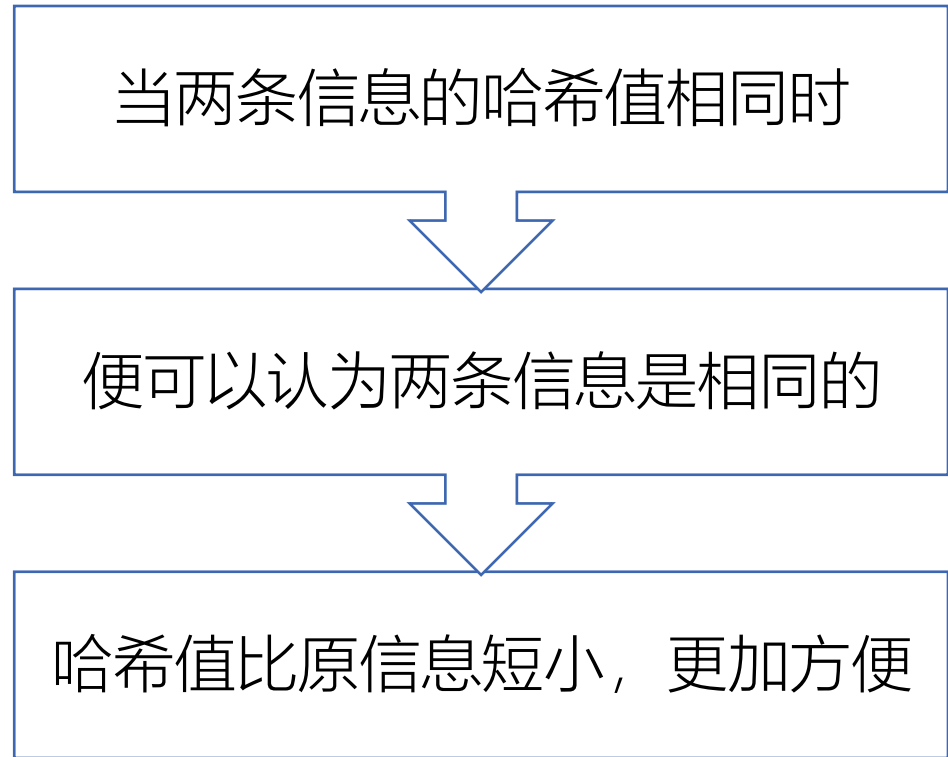 当两条信息的哈希值相同时
便可以认为两条信息是相同的
哈希值比原信息短小，更加方便